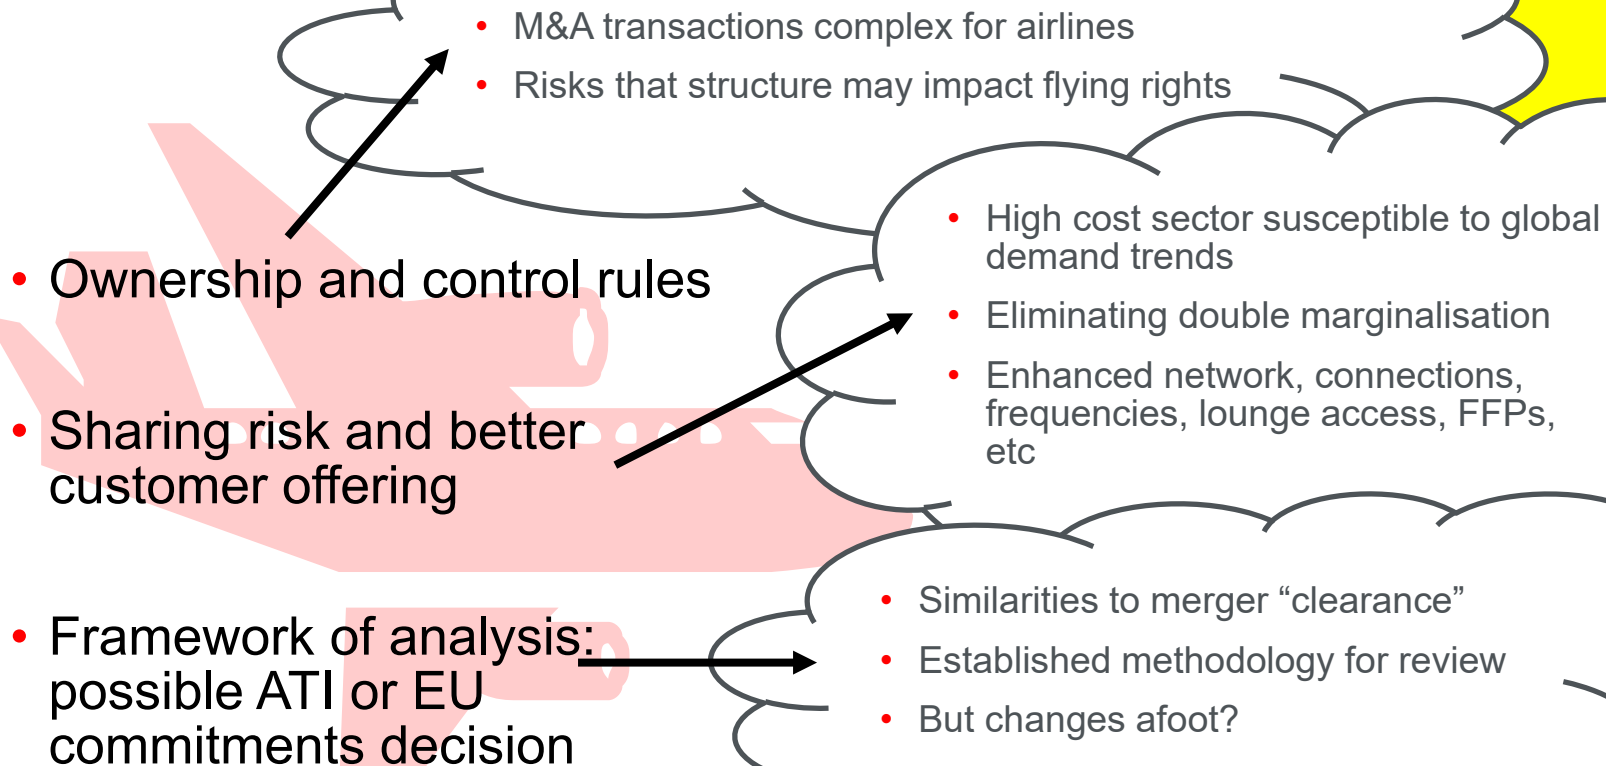 • M&A transactions complex for airlines
• Risks that structure may impact flying rights
• Ownership and control rules
• High cost sector susceptible to global
demand trends
• Eliminating double marginalisation
• Enhanced network, connections,
frequencies, lounge access, FFPs,
etc
• Sharing risk and better
customer offering
• Framework of analysis:
possible ATI or EU
commitments decision
• Similarities to merger “clearance”
• Established methodology for review
• But changes afoot?